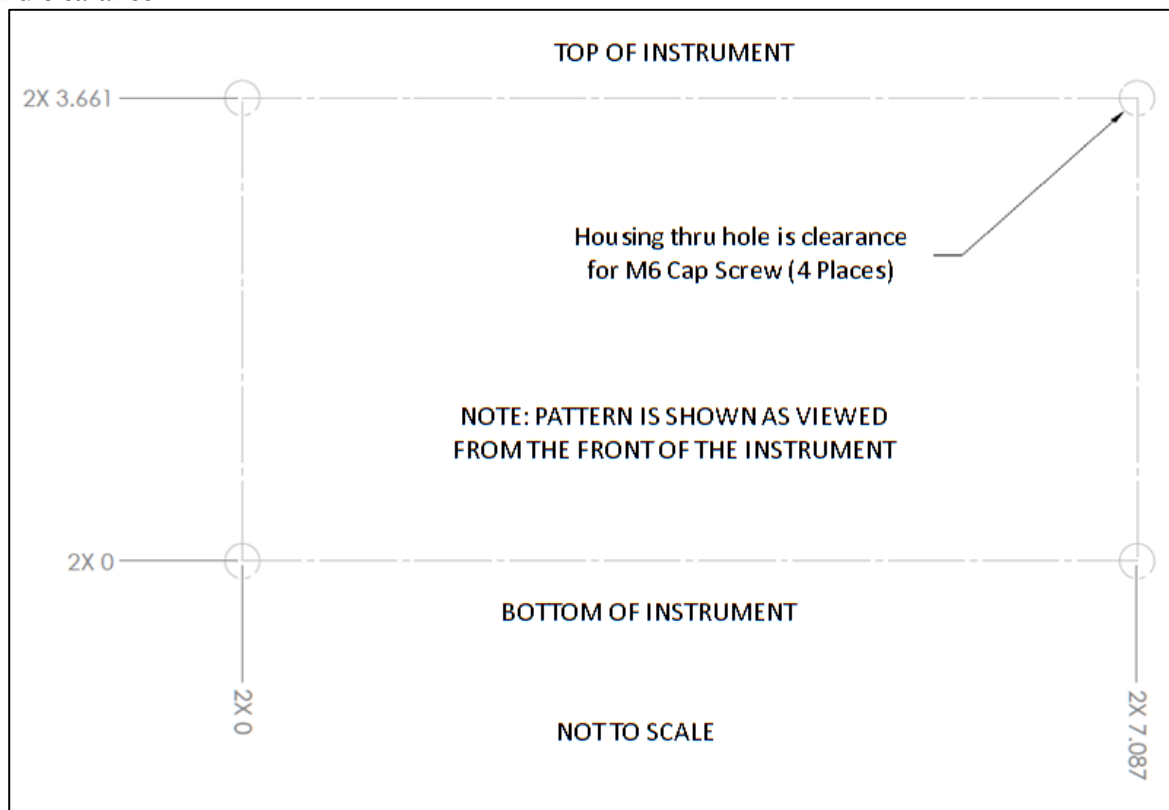 TOP OF INSTRUMENT
2X 3.661
Housing thru hole is clearance
for M6 Cap Screw (4 Places)
NOTE: PATTERN IS SHOWN AS VIEWED
FROM THE FRONT OF THE INSTRUMENT
2X 0
BOTTOM OF INSTRUMENT
2X 0
2X 7.087
NOT TO SCALE